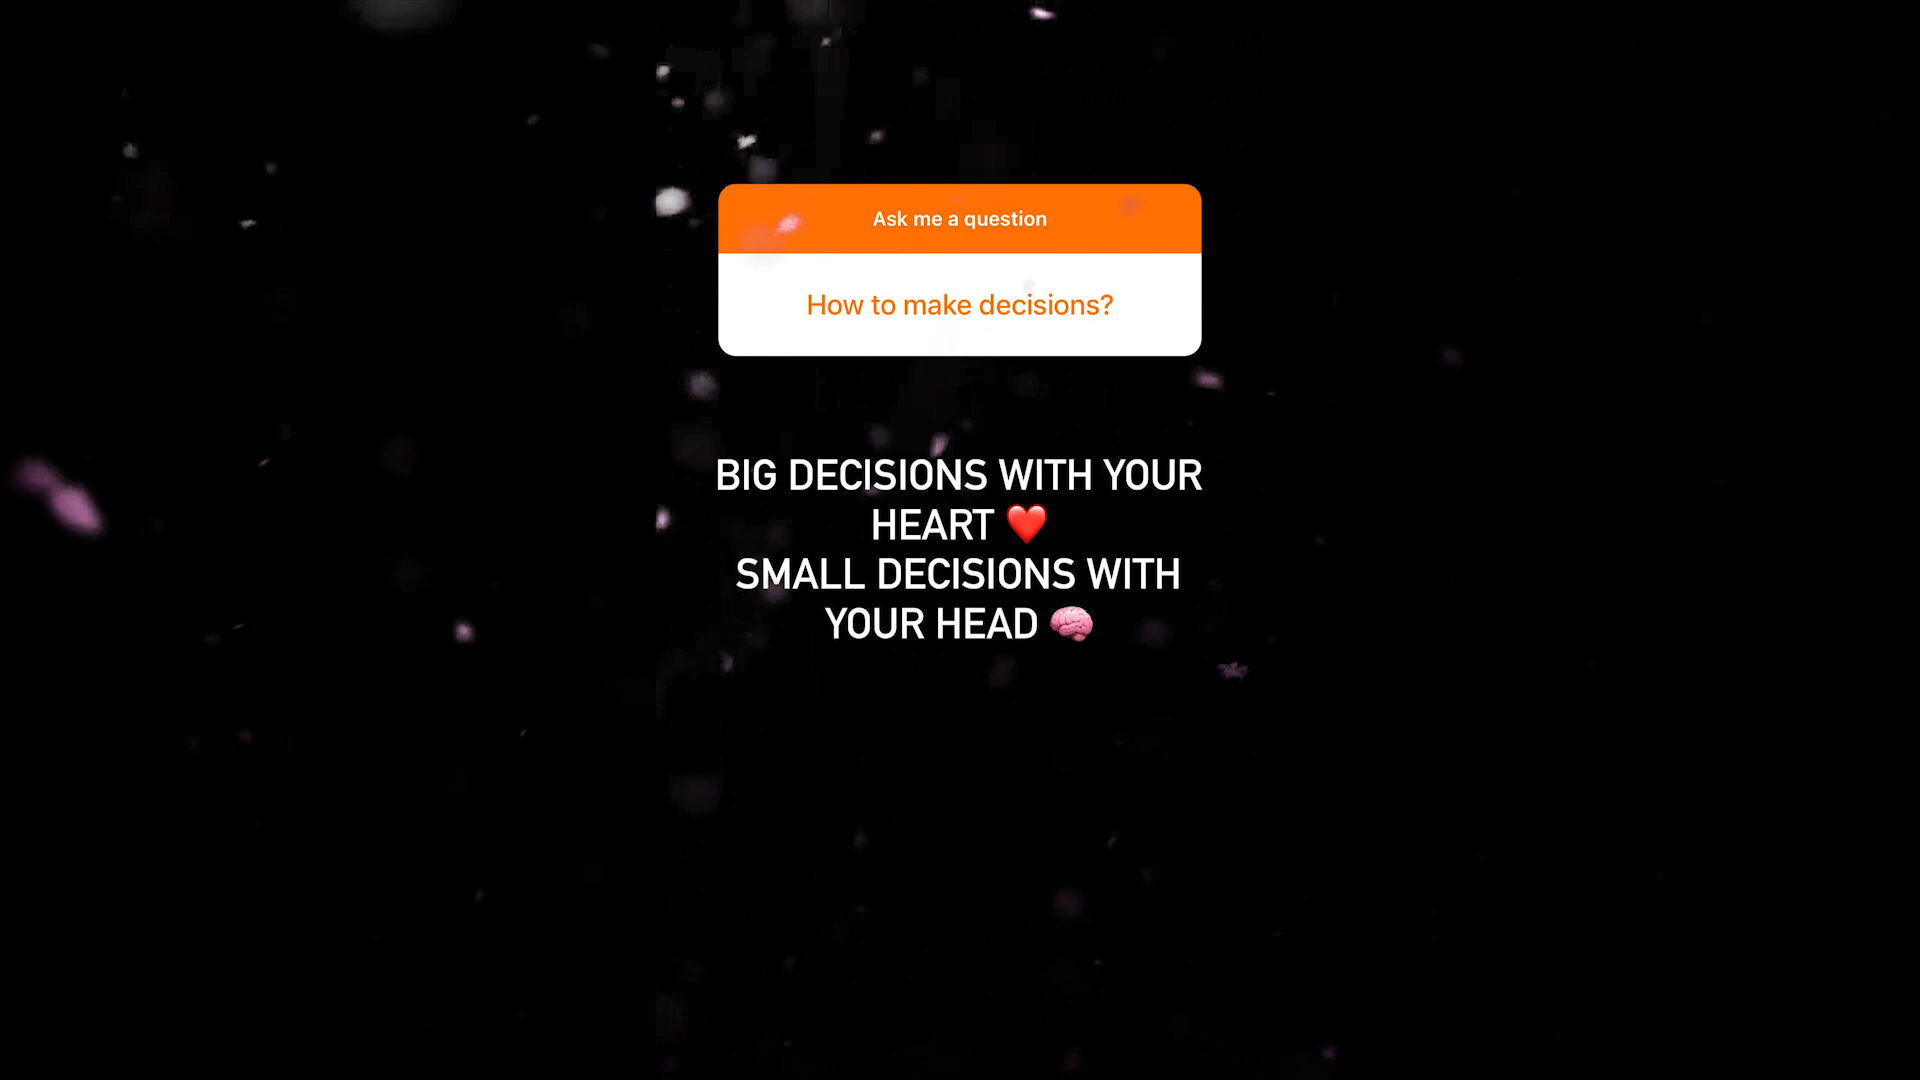 Ask me a question
How to make decisions?
BIG DECISIONS WITH YOUR
HEART ❤️
SMALL DECISIONS WITH
YOUR HEAD 🧠